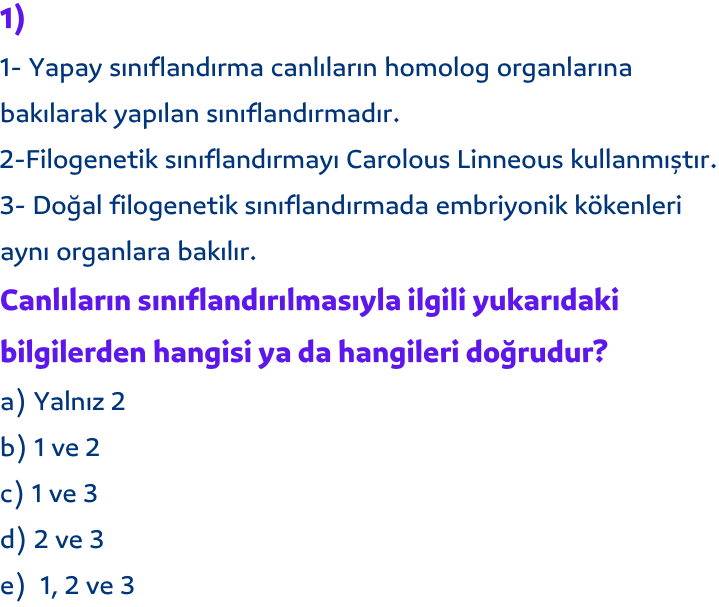 1)
1- Yapay sınıflandırma canlıların homolog organlarına
bakılarak yapılan sınıflandırmadır.
2-Filogenetik sınıflandırmayı Carolous Linneous kullanmıştır.
3- Doğal filogenetik sınıflandırmada embriyonik kökenleri
aynı organlara bakılır.
Canlıların sınıflandırılmasıyla ilgili yukarıdaki
bilgilerden hangisi ya da hangileri doğrudur?
a) Yalnız 2
b) 1 ve 2
c) 1 ve 3
d) 2 ve 3
e)  1, 2 ve 3